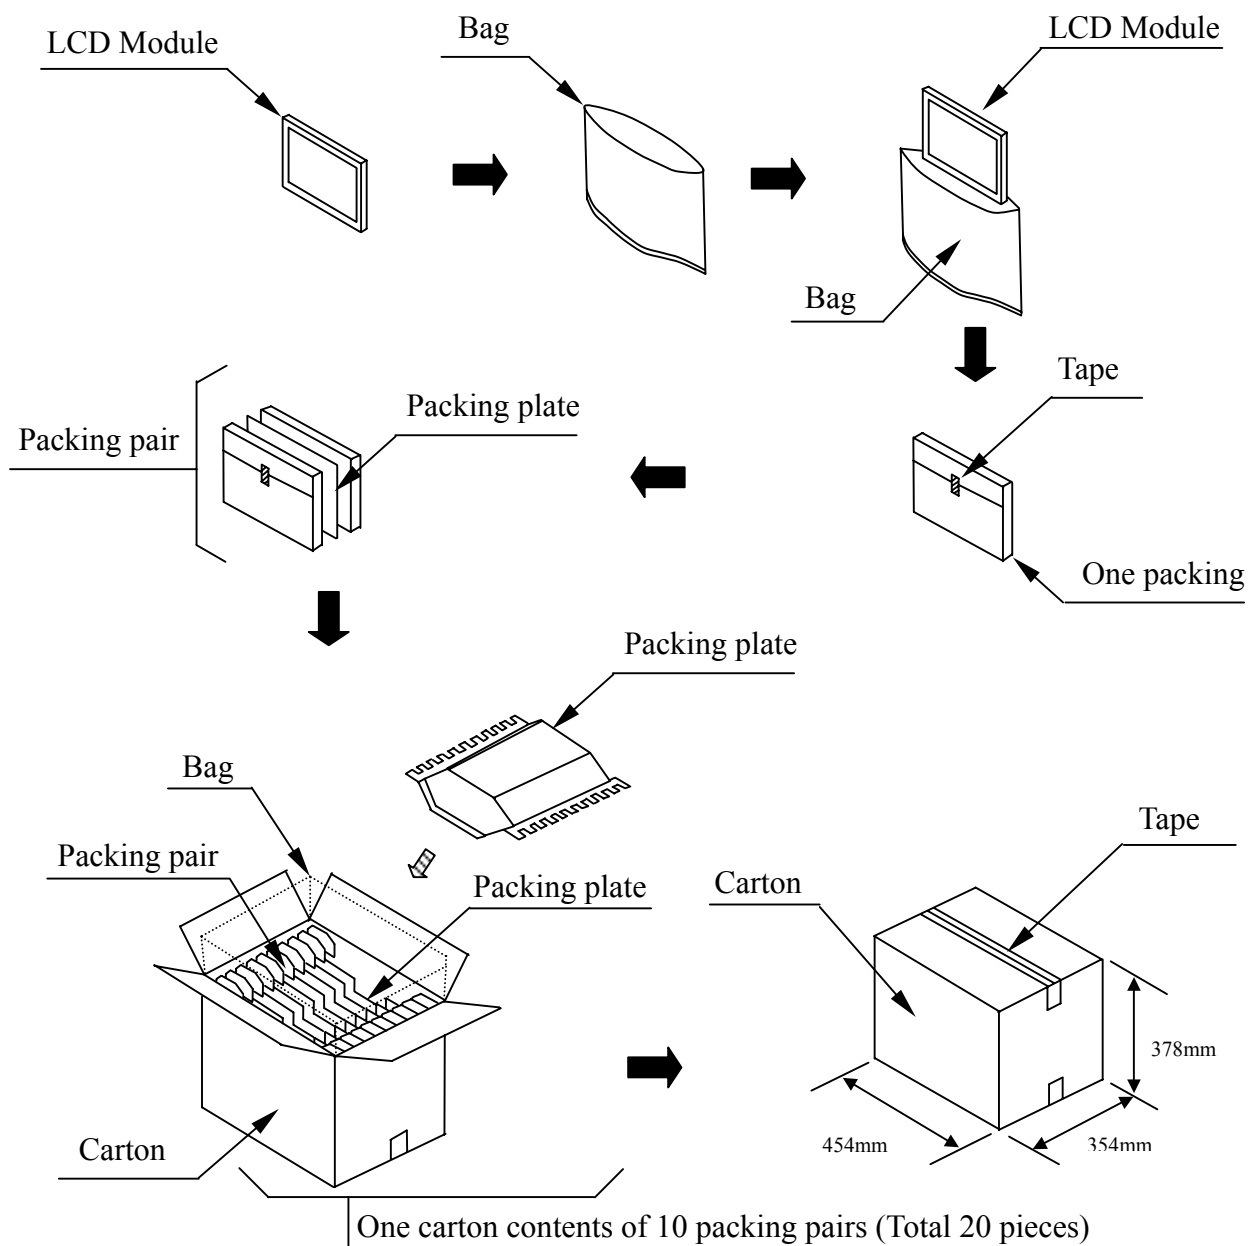 LCD Module
Bag
LCD Module
Bag
Tape
Packing plate
Packing pair
One packing
Packing plate
Bag
Tape
Packing pair
Carton
Packing plate
378mm
Carton
454mm
354mm
One carton contents of 10 packing pairs (Total 20 pieces)